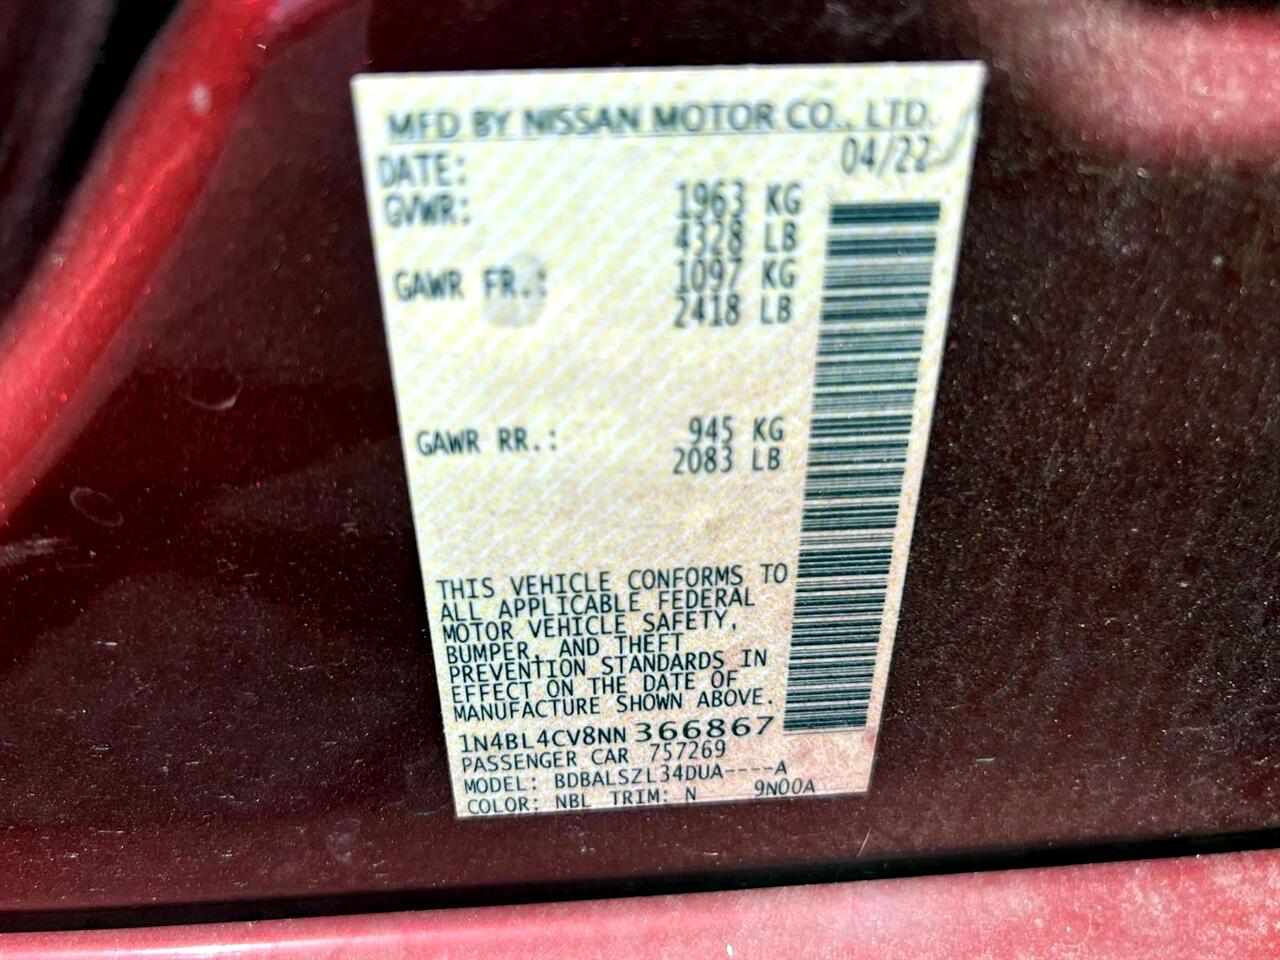 MFD BY NISSAN MOTOR CO., LTD.
DATE: 04/22
GVWR: 1963 KG
4328 LB
GAWR FR.: 1097 KG
2418 LB
GAWR RR.: 945 KG
2083 LB
THIS VEHICLE CONFORMS TO
ALL APPLICABLE FEDERAL
MOTOR VEHICLE SAFETY,
BUMPER, AND THEFT
PREVENTION STANDARDS IN
EFFECT ON THE DATE OF
MANUFACTURE SHOWN ABOVE.
1N4BL4CV8NN366867
PASSENGER CAR 757269
MODEL: BDBALSZL34DUA----A
COLOR: NBL TRIM: N 9N00A